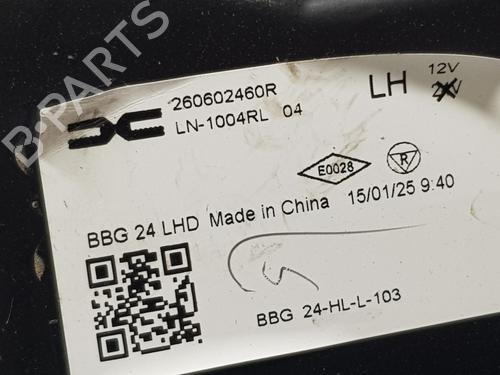 260602460R
LN-1004RL 04
LH
12V
24V
E0028
R
BBG 24 LHD Made in China 15/01/25 9:40
BBG 24-HL-L-103
B-PARTS